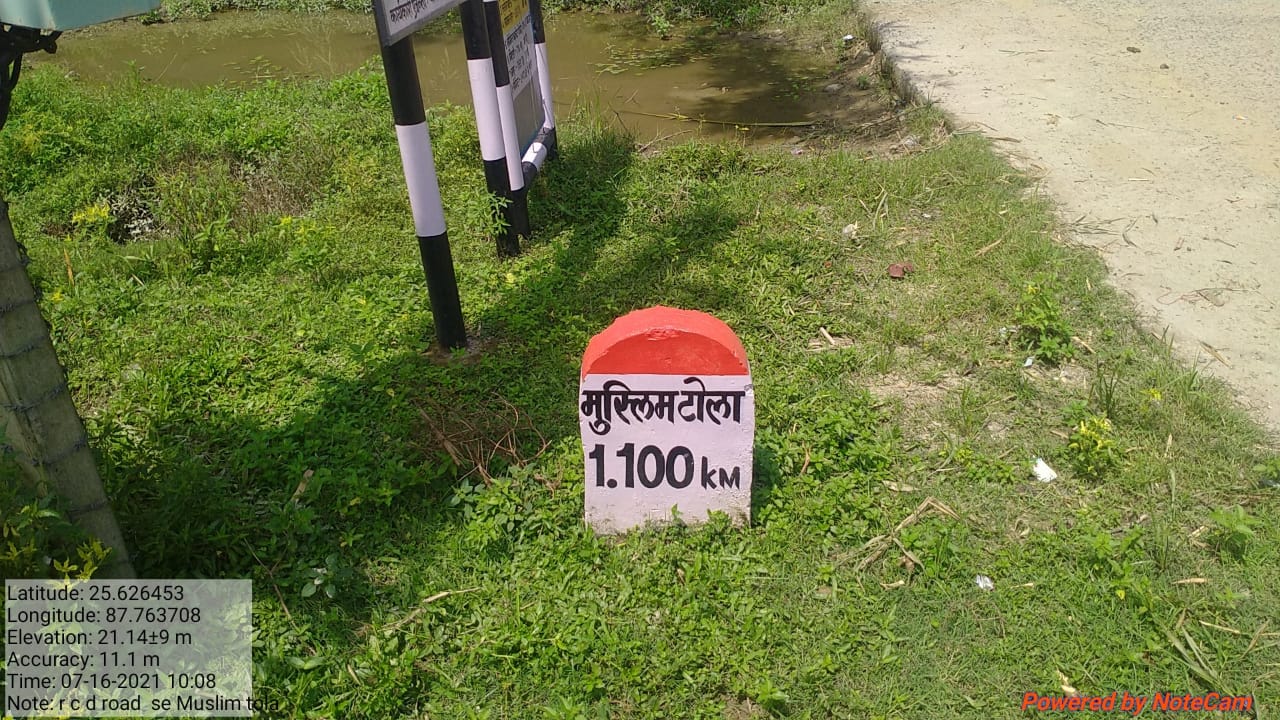 मुस्लिमटोला
1.100 KM
Latitude: 25.626453
Longitude: 87.763708
Elevation: 21.14±9 m
Accuracy: 11.1 m
Time: 07-16-2021 10:08
Note: r c d road se Muslim tola
Powered by NoteCam